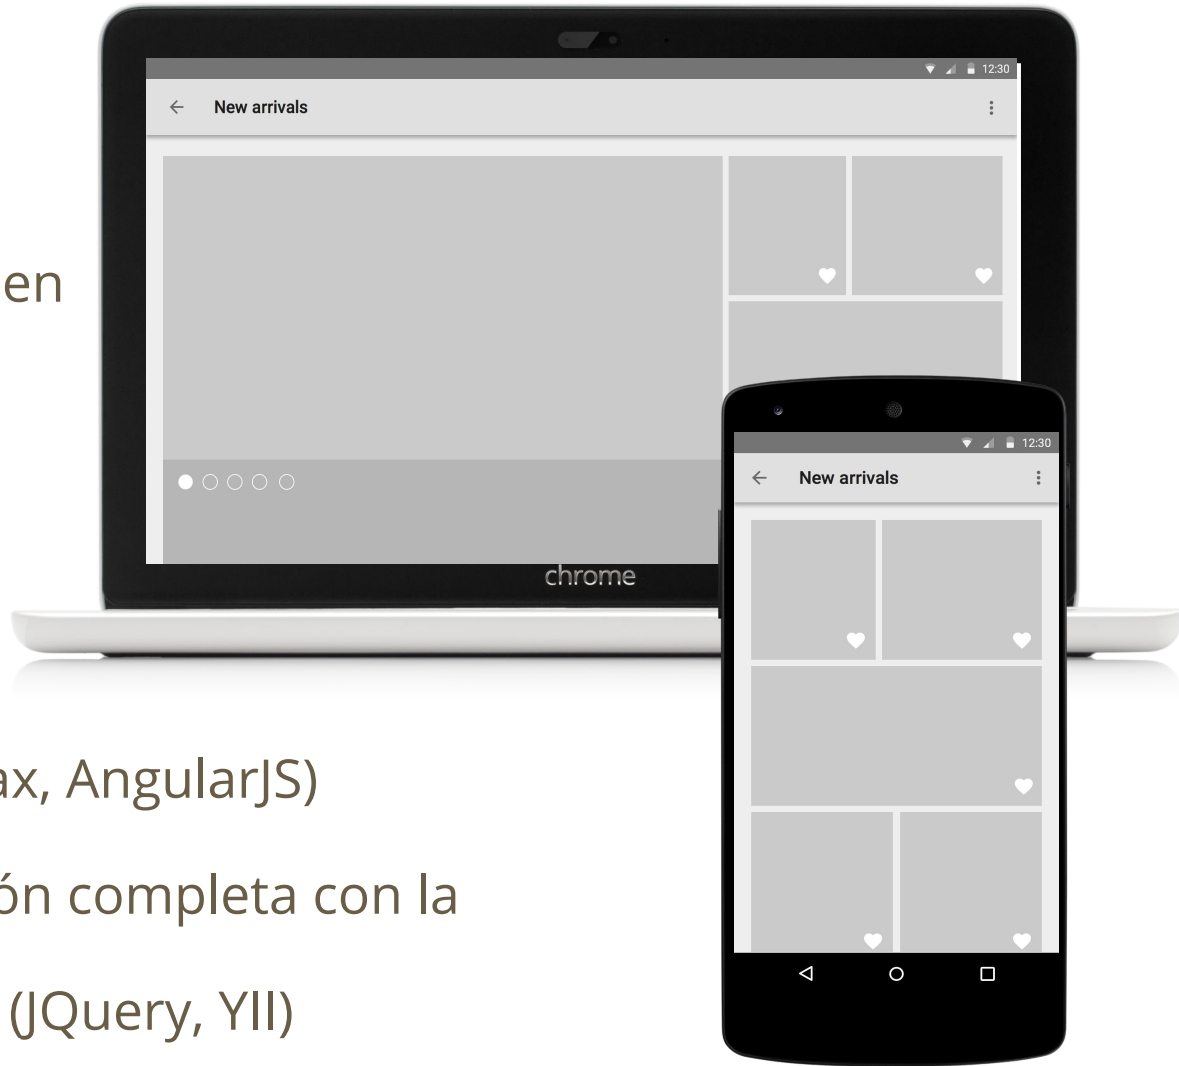 12:30
New arrivals
en
chrome
12:30
New arrivals
ax, AngularJS)
ón completa con la
(JQuery, YII)